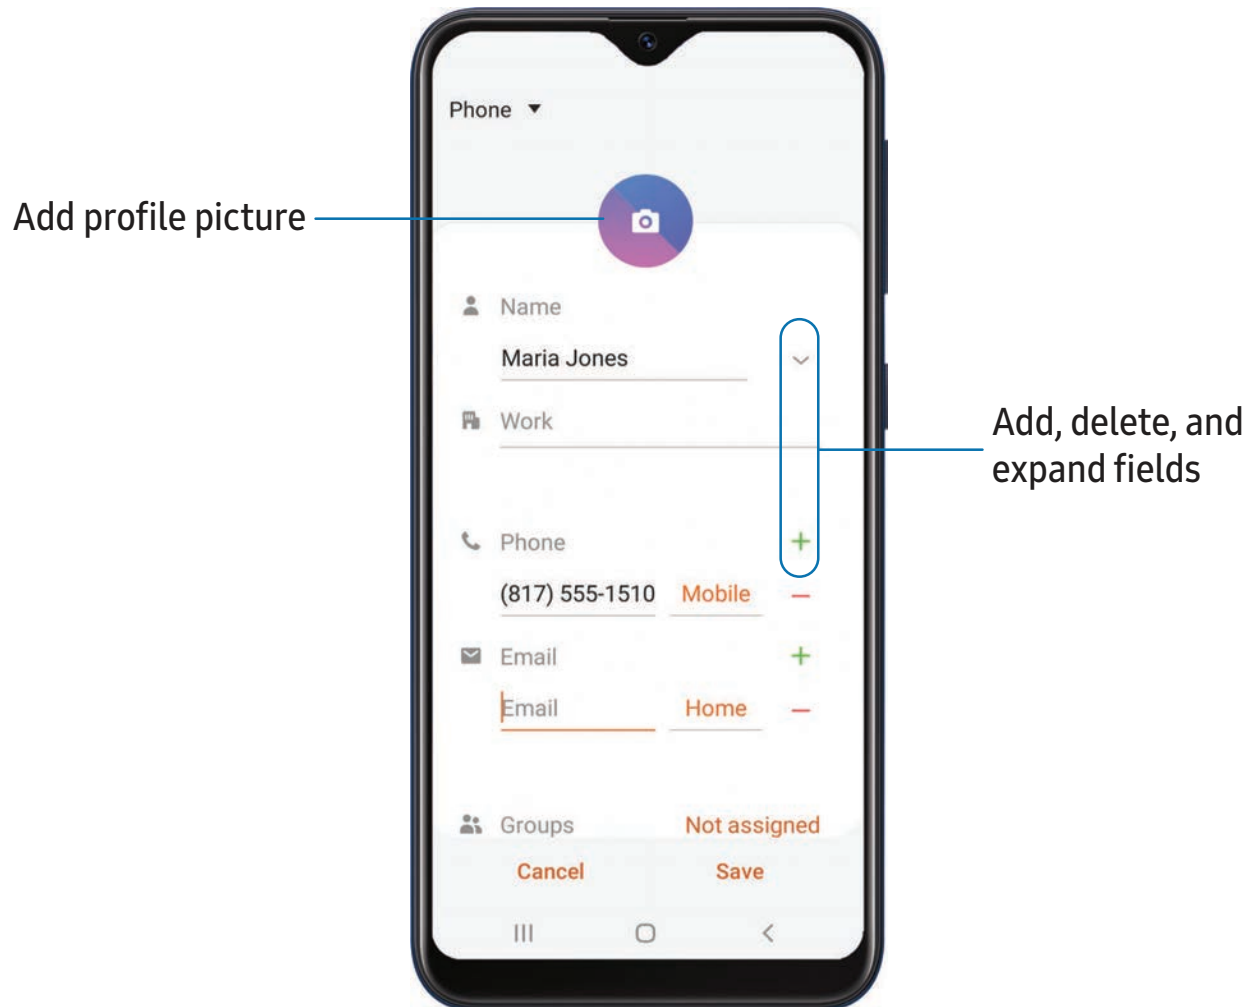 Phone
Add profile picture
Name
Maria Jones
Work
Add, delete, and
expand fields
Phone
(817) 555-1510 Mobile
Email
Email Home
Groups Not assigned
Cancel Save